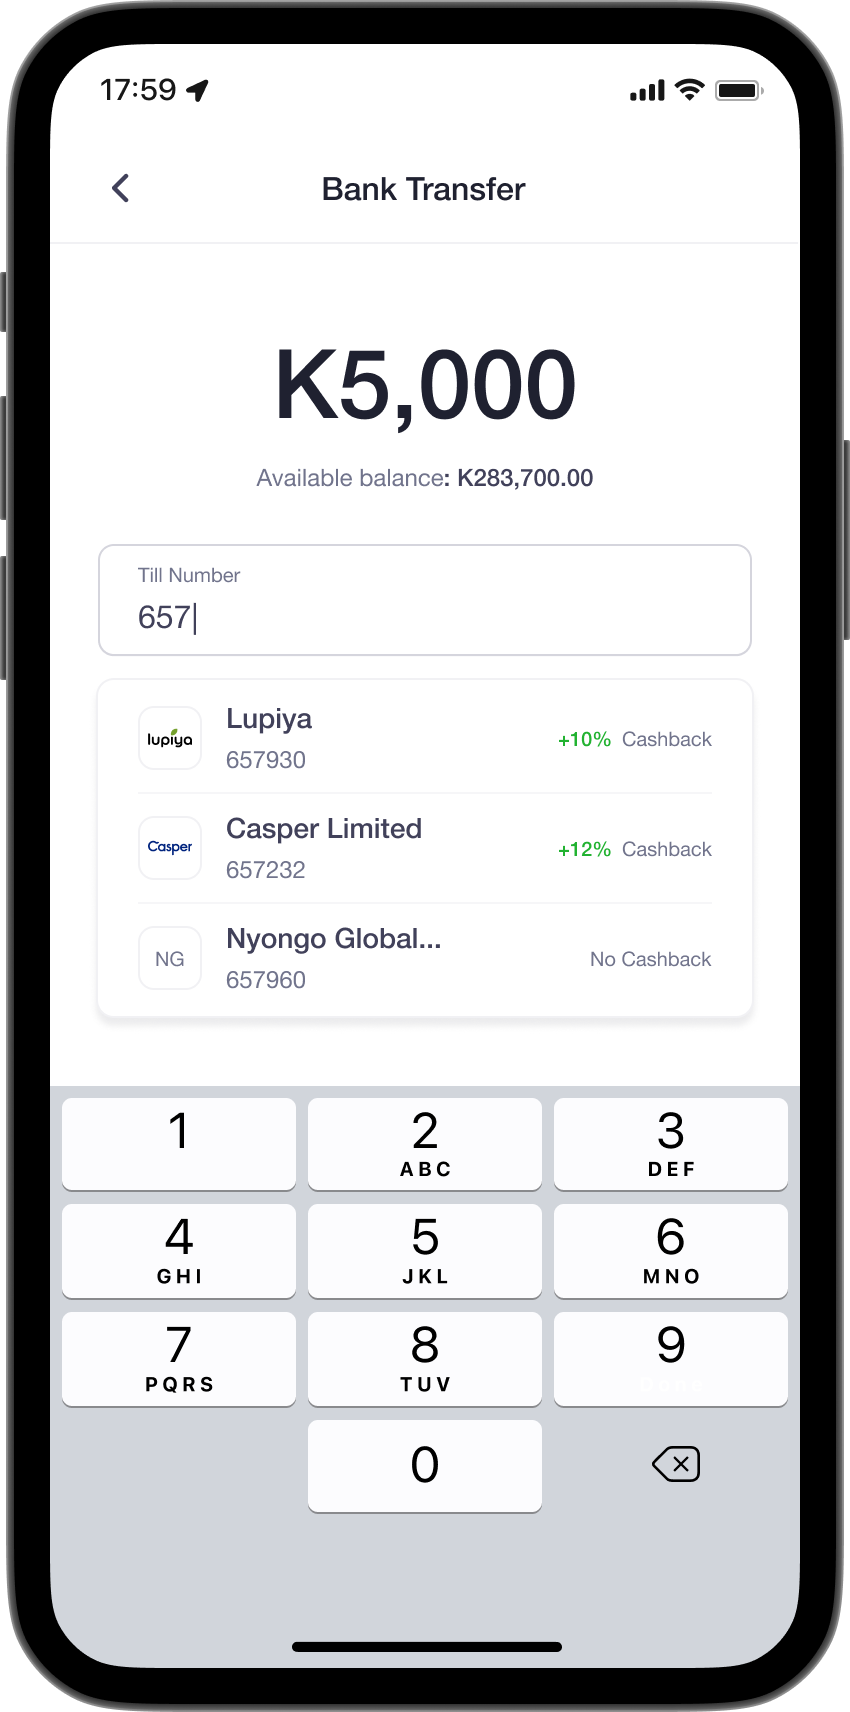 17:59
Bank Transfer
K5,000
Available balance: K283,700.00
Till Number
657
lupiya
Lupiya
657930
+10% Cashback
Casper
Casper Limited
657232
+12% Cashback
NG
Nyongo Global...
657960
No Cashback
1
2
ABC
3
DEF
4
GHI
5
JKL
6
MNO
7
PQRS
8
TUV
9
0